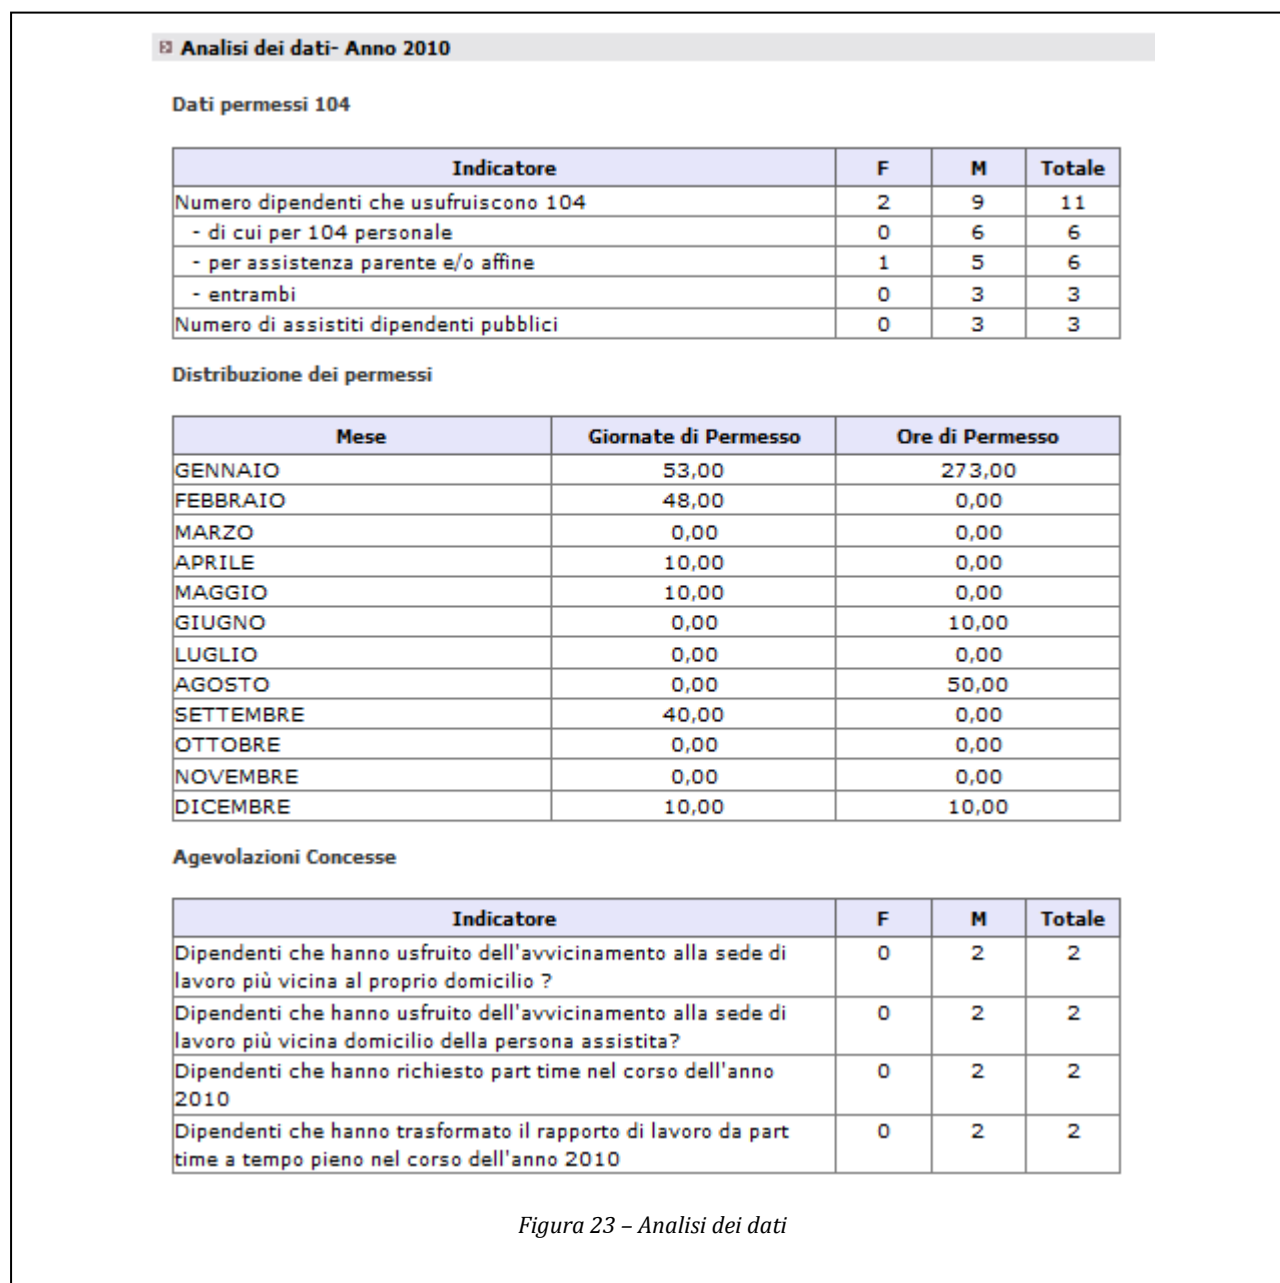 Analisi dei dati- Anno 2010
Dati permessi 104
Indicatore F M Totale
Numero dipendenti che usufruiscono 104 2 9 11
- di cui per 104 personale 0 6 6
- per assistenza parente e/o affine 1 5 6
- entrambi 0 3 3
Numero di assistiti dipendenti pubblici 0 3 3
Distribuzione dei permessi
Mese Giornate di Permesso Ore di Permesso
GENNAIO 53,00 273,00
FEBBRAIO 48,00 0,00
MARZO 0,00 0,00
APRILE 10,00 0,00
MAGGIO 10,00 0,00
GIUGNO 0,00 10,00
LUGLIO 0,00 0,00
AGOSTO 0,00 50,00
SETTEMBRE 40,00 0,00
OTTOBRE 0,00 0,00
NOVEMBRE 0,00 0,00
DICEMBRE 10,00 10,00
Agevolazioni Concesse
Indicatore F M Totale
Dipendenti che hanno usfruito dell'avvicinamento alla sede di 0 2 2
lavoro più vicina al proprio domicilio ?
Dipendenti che hanno usfruito dell'avvicinamento alla sede di 0 2 2
lavoro più vicina domicilio della persona assistita?
Dipendenti che hanno richiesto part time nel corso dell'anno 0 2 2
2010
Dipendenti che hanno trasformato il rapporto di lavoro da part 0 2 2
time a tempo pieno nel corso dell'anno 2010
Figura 23 – Analisi dei dati